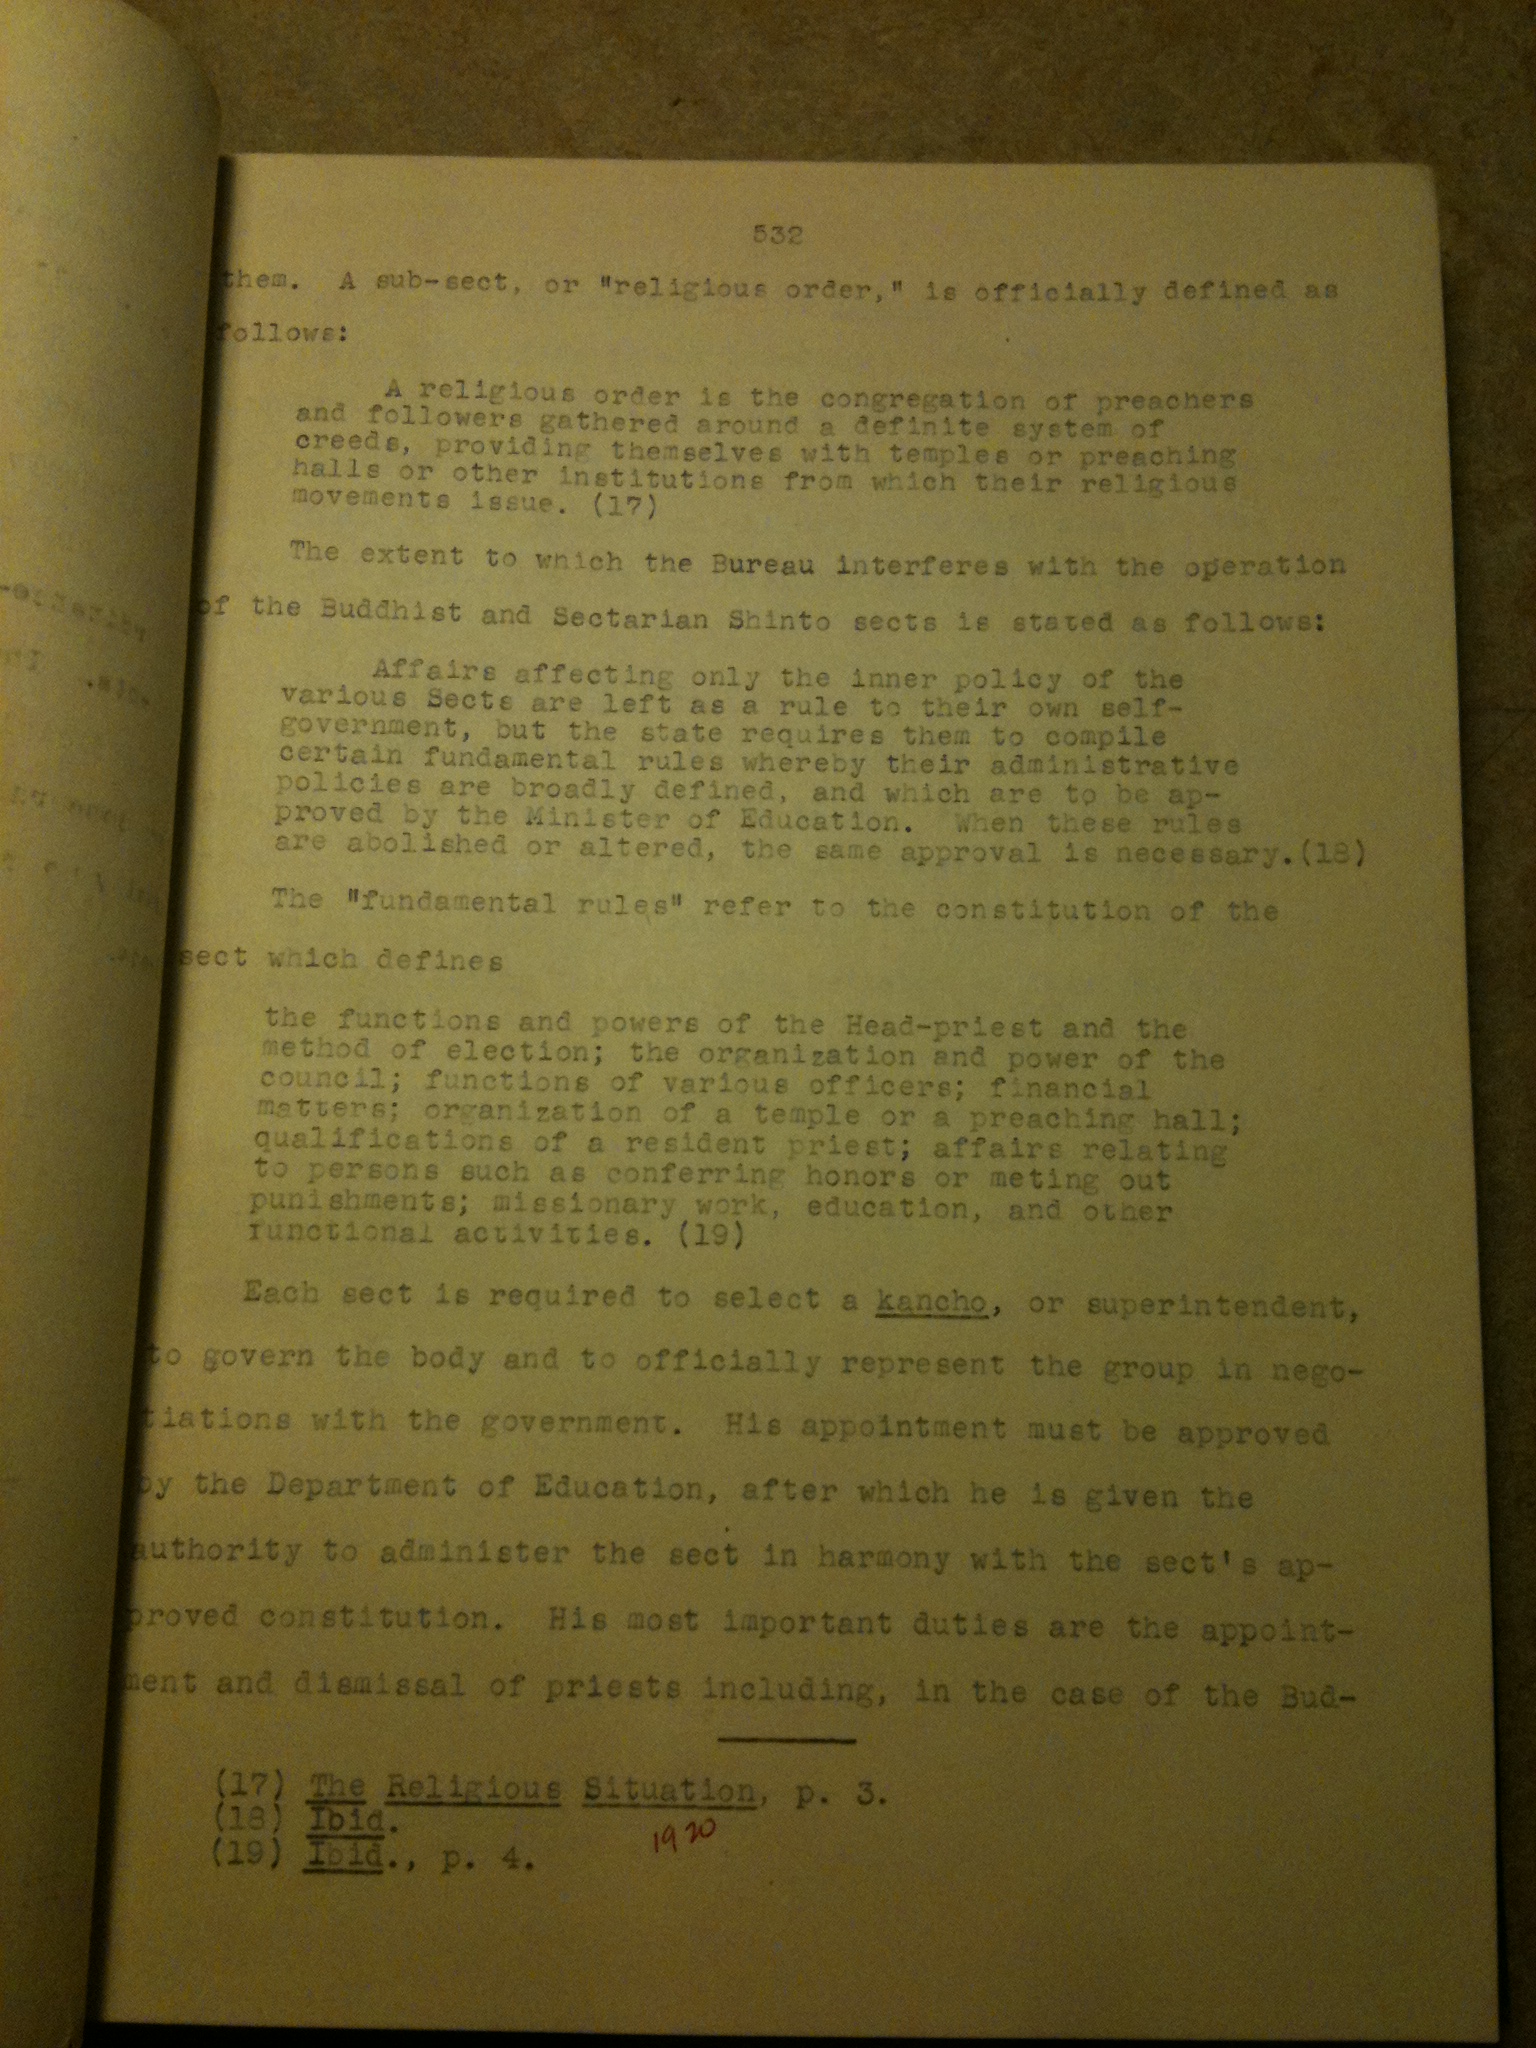 532
them. A sub-sect, or "religious order," is officially defined as
follows:
A religious order is the congregation of preachers
and followers gathered around a definite system of
creeds, providing themselves with temples or preaching
halls or other institutions from which their religious
movements issue. (17)
The extent to which the Bureau interferes with the operation
of the Buddhist and Sectarian Shinto sects is stated as follows:
Affairs affecting only the inner policy of the
various Sects are left as a rule to their own self-
government, but the state requires them to compile
certain fundamental rules whereby their administrative
policies are broadly defined, and which are to be ap-
proved by the Minister of Education. When these rules
are abolished or altered, the same approval is necessary.(18)
The "fundamental rules" refer to the constitution of the
sect which defines
the functions and powers of the Head-priest and the
method of election; the organization and power of the
council; functions of various officers; financial
matters; organization of a temple or a preaching hall;
qualifications of a resident priest; affairs relating
to persons such as conferring honors or meting out
punishments; missionary work, education, and other
functional activities. (19)
Each sect is required to select a kancho, or superintendent,
to govern the body and to officially represent the group in nego-
tiations with the government. His appointment must be approved
by the Department of Education, after which he is given the
authority to administer the sect in harmony with the sect's ap-
proved constitution. His most important duties are the appoint-
ment and dismissal of priests including, in the case of the Bud-
(17) The Religious Situation, p. 3.
(18) Ibid.
1920
(19) Ibid., p. 4.